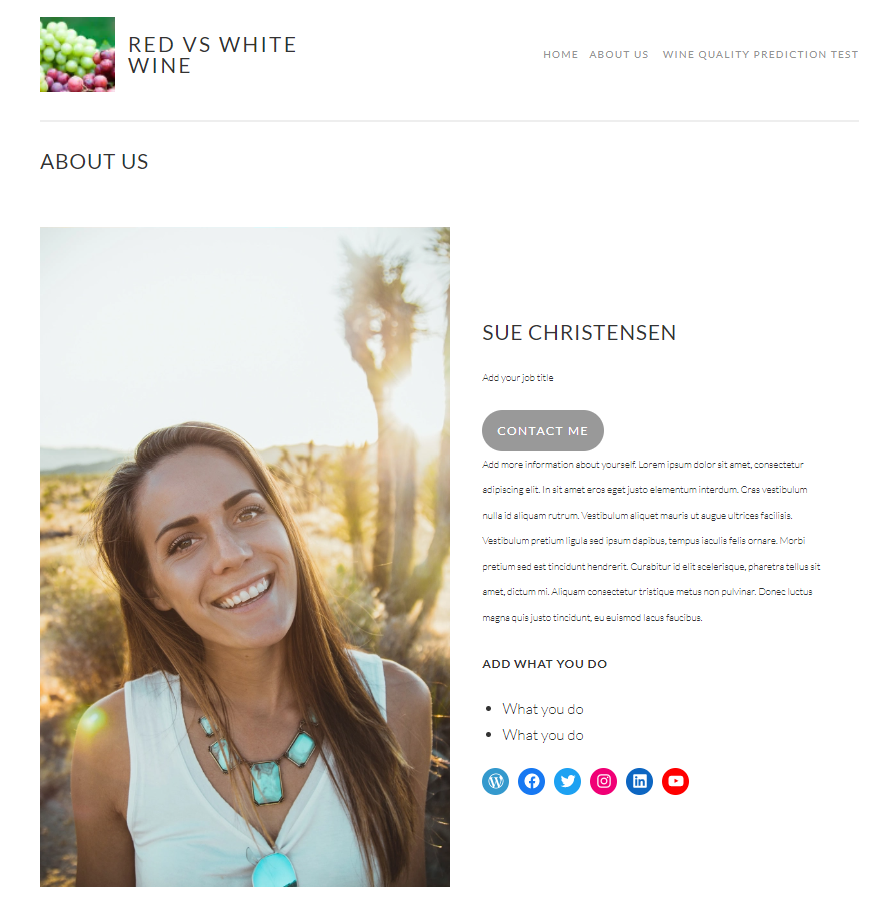 RED VS WHITE
WINE
HOME ABOUT US WINE QUALITY PREDICTION TEST
ABOUT US
SUE CHRISTENSEN
Add your job title
CONTACT ME
Add more information about yourself. Lorem ipsum dolor sit amet, consectetur
adipiscing elit. In sit amet eros eget justo elementum interdum. Cras vestibulum
nulla id aliquam rutrum. Vestibulum aliquet mauris ut augue ultrices facilisis.
Vestibulum pretium ligula sed ipsum dapibus, tempus iaculis felis ornare. Morbi
pretium sed est tincidunt hendrerit. Curabitur id elit scelerisque, pharetra tellus sit
amet, dictum mi. Aliquam consectetur tristique metus non pulvinar. Donec luctus
magna quis justo tincidunt, eu euismod lacus faucibus.
ADD WHAT YOU DO
What you do
What you do